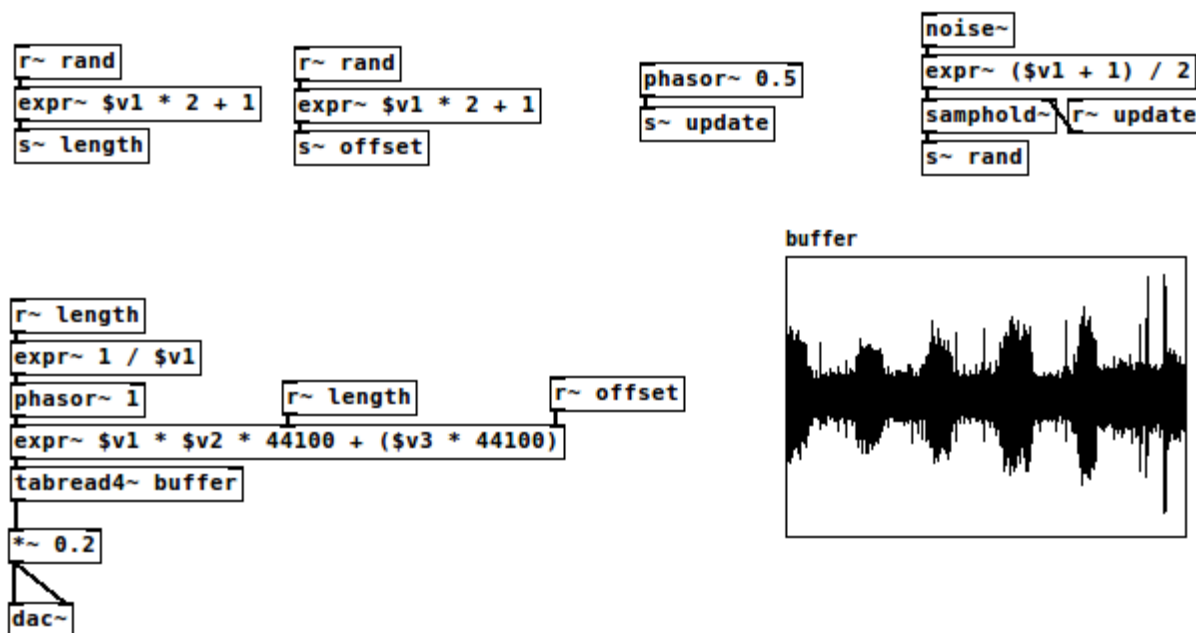 r~ rand
expr~ $v1 * 2 + 1
s~ length
r~ rand
expr~ $v1 * 2 + 1
s~ offset
phasor~ 0.5
s~ update
noise~
expr~ ($v1 + 1) / 2
samphold~
r~ update
s~ rand
buffer
r~ length
expr~ 1 / $v1
phasor~ 1
r~ length
r~ offset
expr~ $v1 * $v2 * 44100 + ($v3 * 44100)
tabread4~ buffer
*~ 0.2
dac~